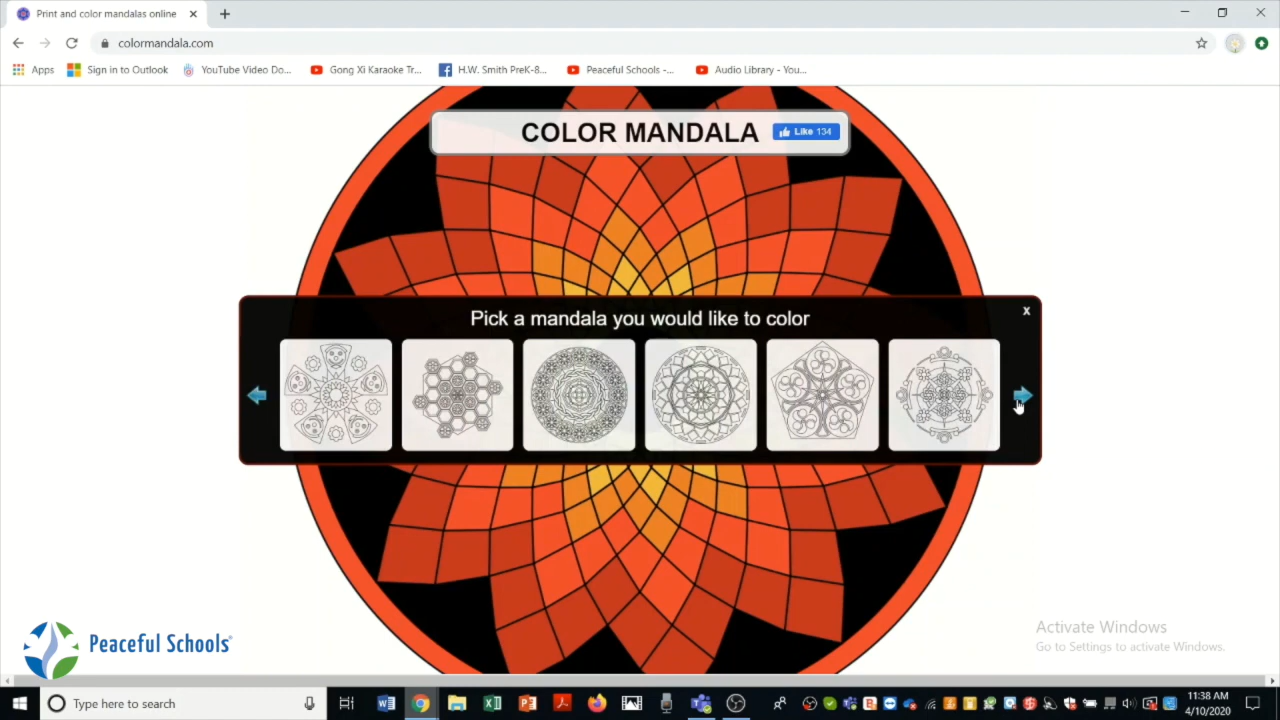 Print and color mandalas online
colormandala.com
Apps
Sign in to Outlook
YouTube Video Do...
Gong Xi Karaoke Tr...
H.W. Smith PreK-8...
Peaceful Schools -...
Audio Library - You...
COLOR MANDALA
Like 134
Pick a mandala you would like to color
x
Peaceful Schools®
Activate Windows
Go to Settings to activate Windows.
Type here to search
11:38 AM
4/10/2020